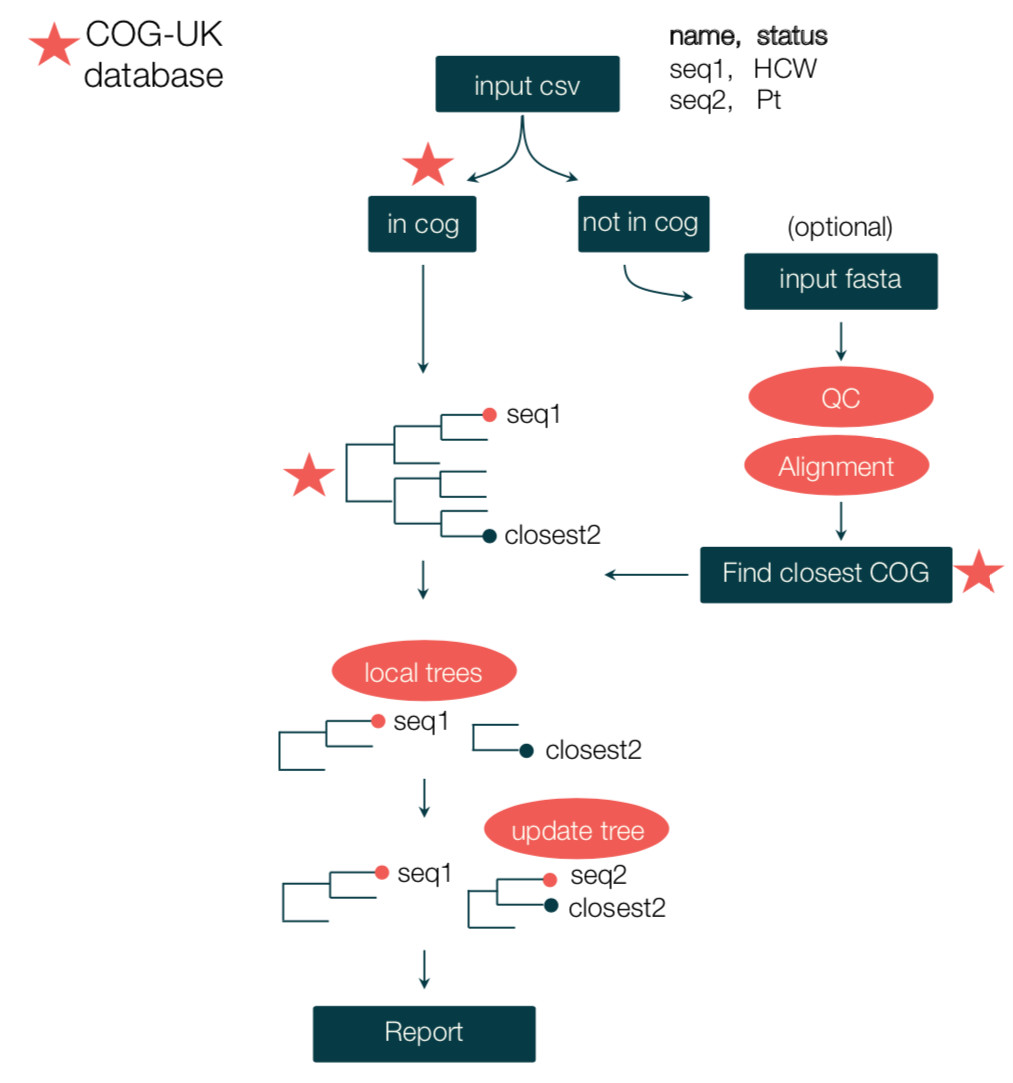 COG-UK
database
name, status
seq1, HCW
seq2, Pt
input csv
in cog
not in cog
(optional)
input fasta
QC
Alignment
seq1
closest2
Find closest COG
local trees
seq1
closest2
update tree
seq1
seq2
closest2
Report